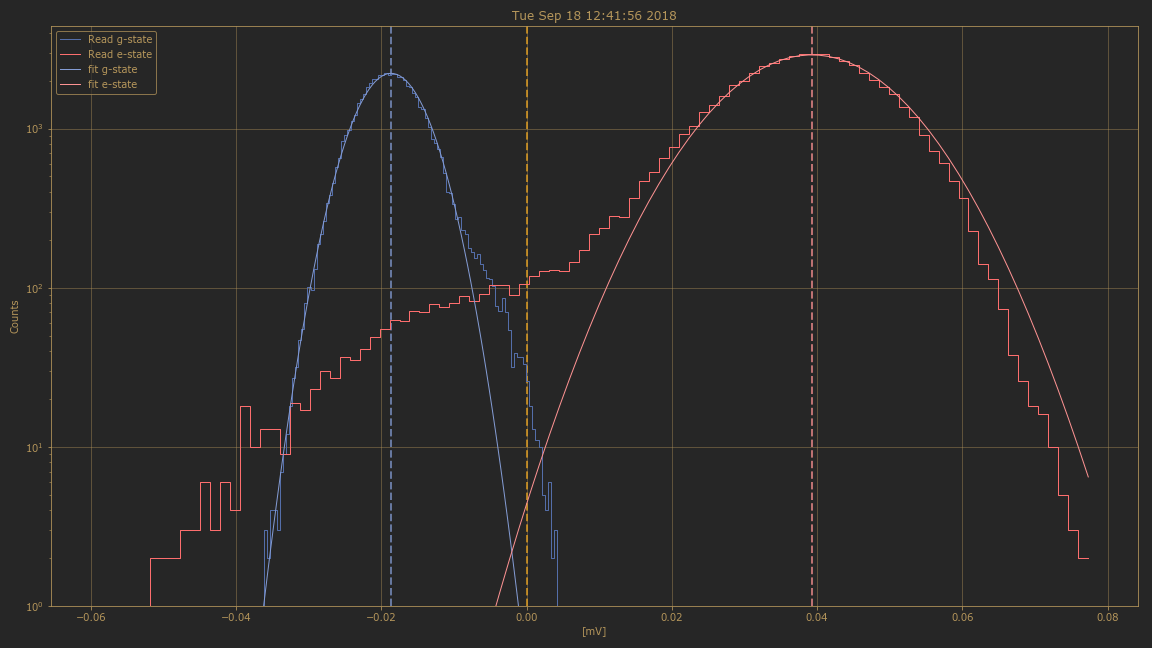 Tue Sep 18 12:41:56 2018
Read g-state
Read e-state
fit g-state
fit e-state
10³
10²
10¹
10⁰
Counts
−0.06 −0.04 −0.02 0.00 0.02 0.04 0.06 0.08
[mV]